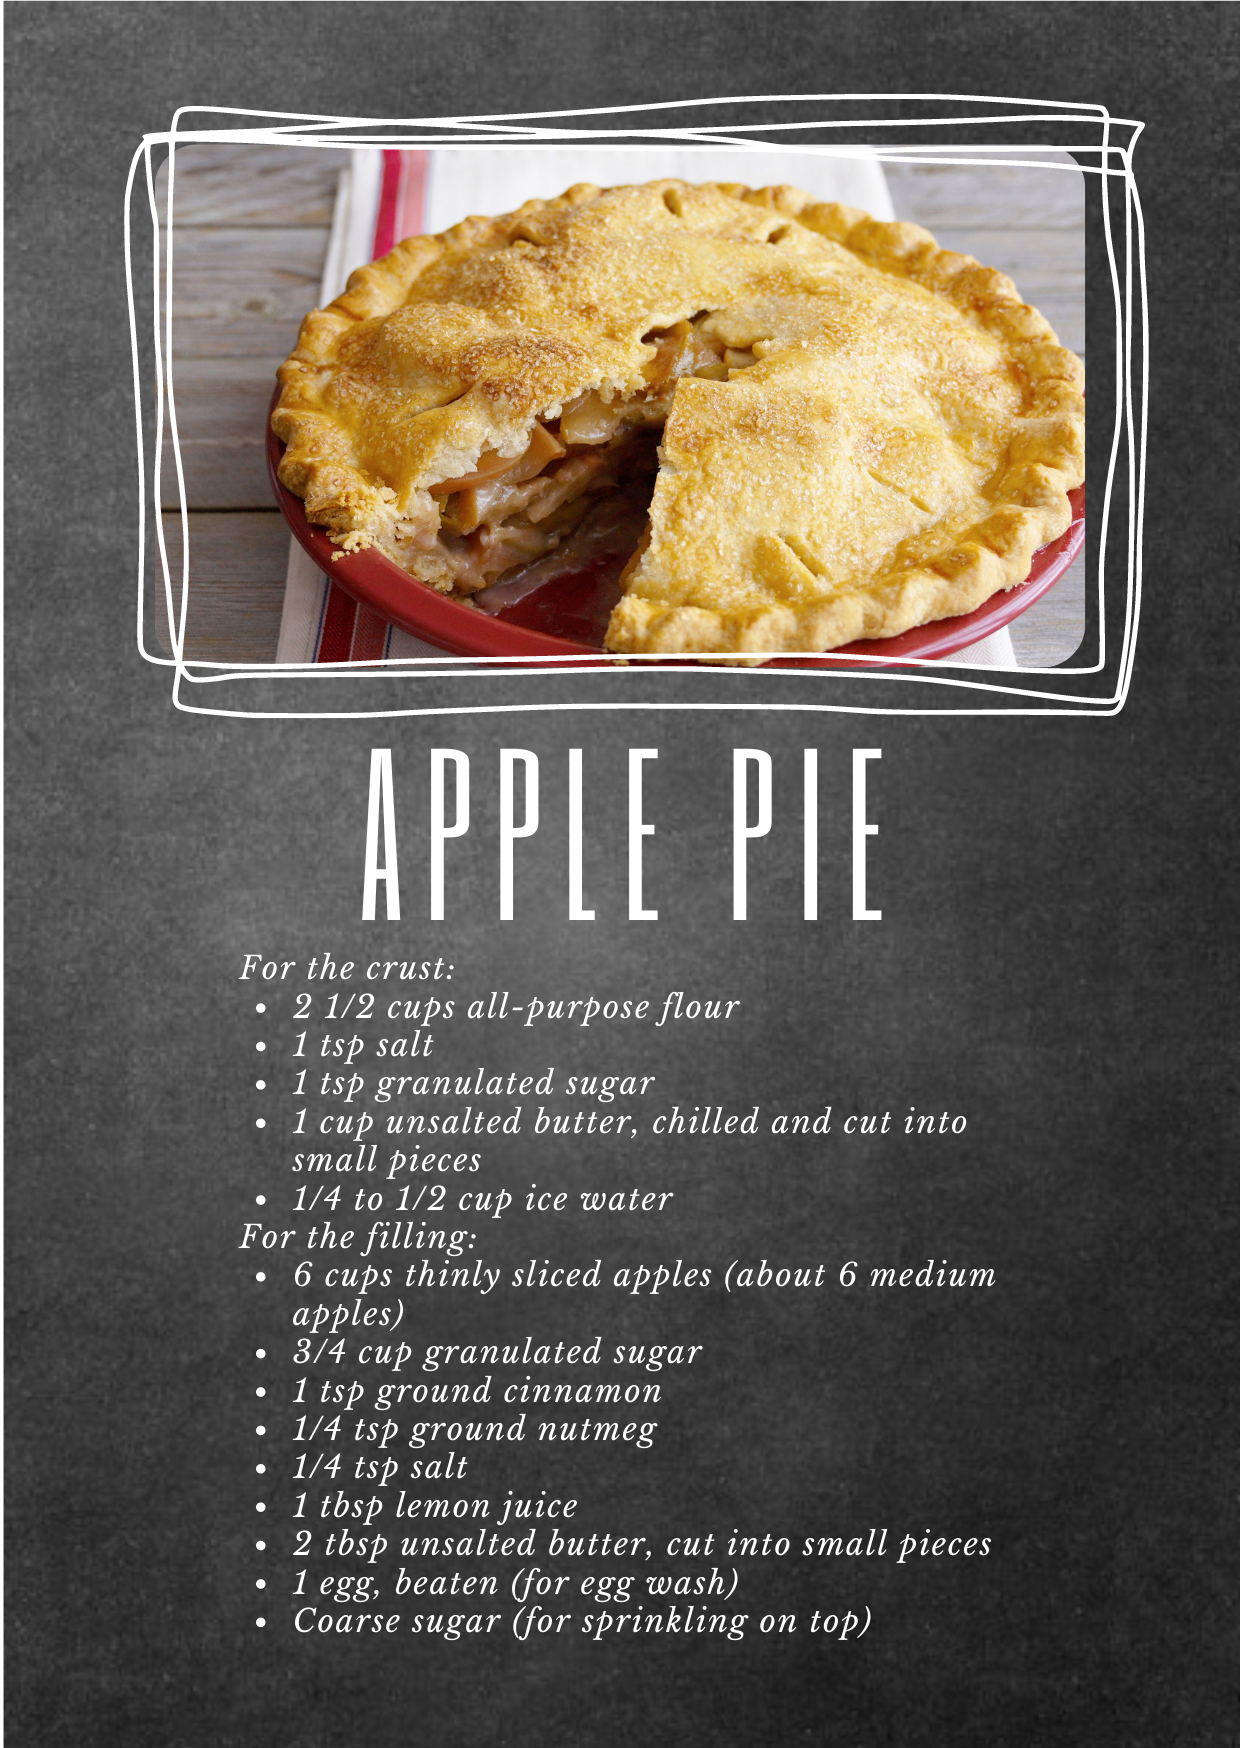 APPLE PIE
For the crust:
• 2 1/2 cups all-purpose flour
• 1 tsp salt
• 1 tsp granulated sugar
• 1 cup unsalted butter, chilled and cut into
small pieces
• 1/4 to 1/2 cup ice water
For the filling:
• 6 cups thinly sliced apples (about 6 medium
apples)
• 3/4 cup granulated sugar
• 1 tsp ground cinnamon
• 1/4 tsp ground nutmeg
• 1/4 tsp salt
• 1 tbsp lemon juice
• 2 tbsp unsalted butter, cut into small pieces
• 1 egg, beaten (for egg wash)
• Coarse sugar (for sprinkling on top)